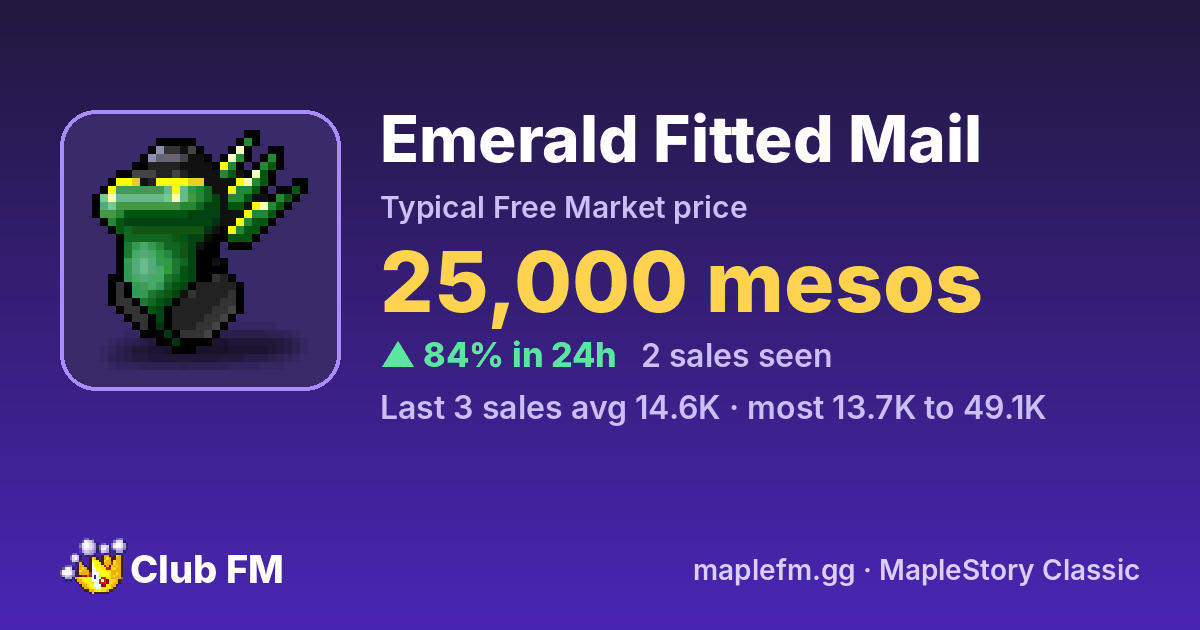 Emerald Fitted Mail
Typical Free Market price
25,000 mesos
▲ 84% in 24h 2 sales seen
Last 3 sales avg 14.6K · most 13.7K to 49.1K
Club FM
maplefm.gg · MapleStory Classic